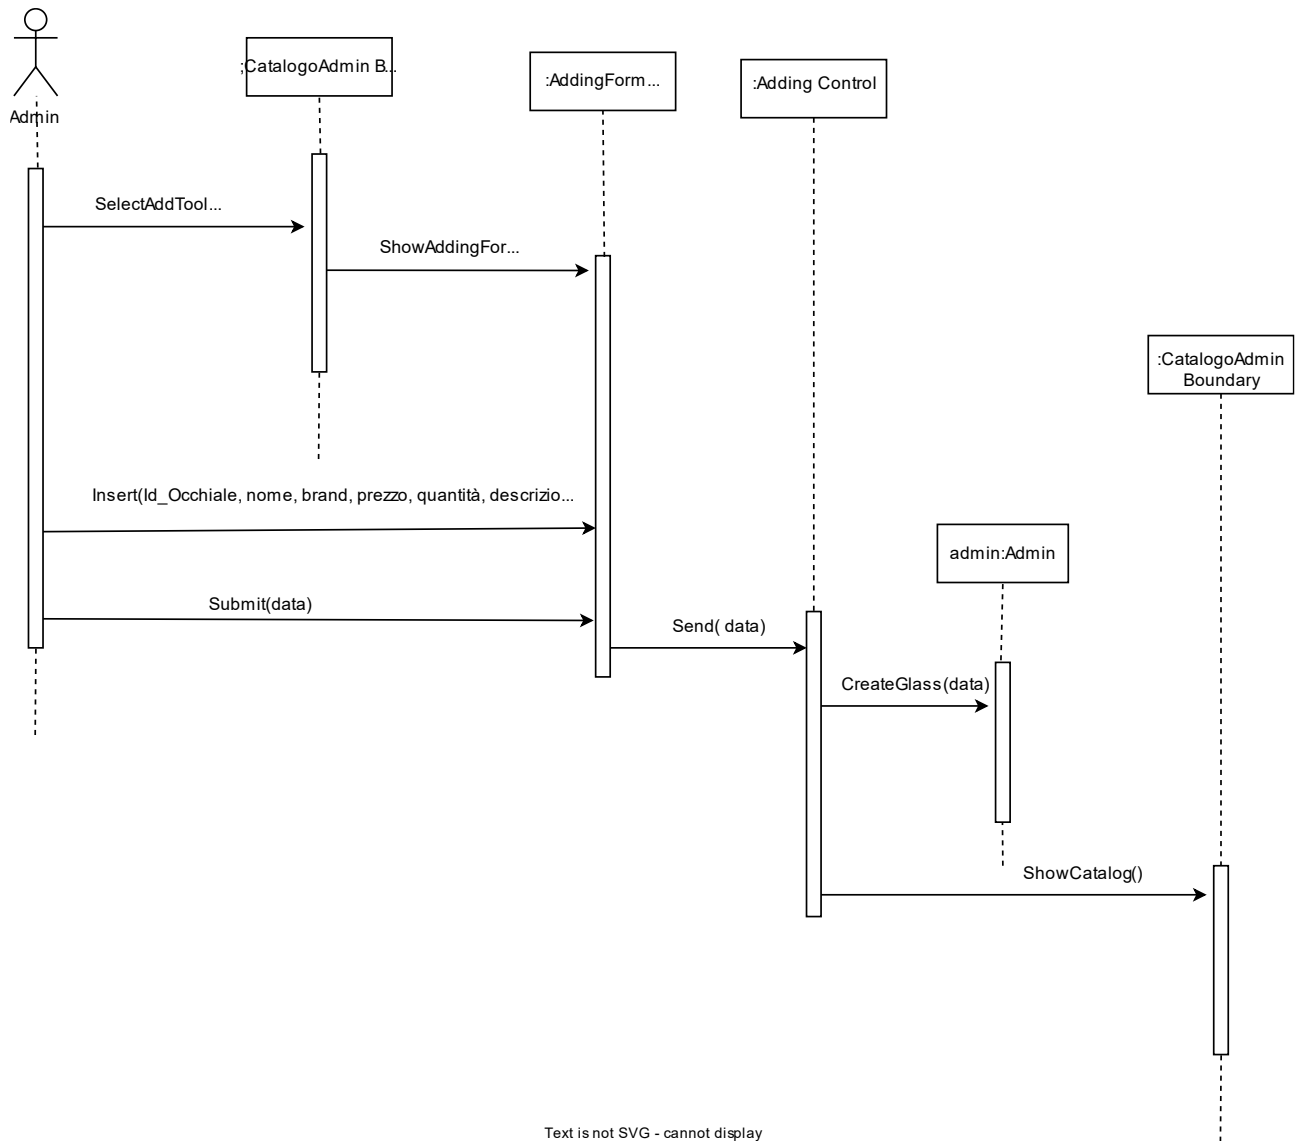 Admin
;CatalogoAdmin B...
:AddingForm...
:Adding Control
SelectAddTool...
ShowAddingFor...
:CatalogoAdmin
Boundary
Insert(Id_Occhiale, nome, brand, prezzo, quantità, descrizio...
admin:Admin
Submit(data)
Send( data)
CreateGlass(data)
ShowCatalog()
Text is not SVG - cannot display